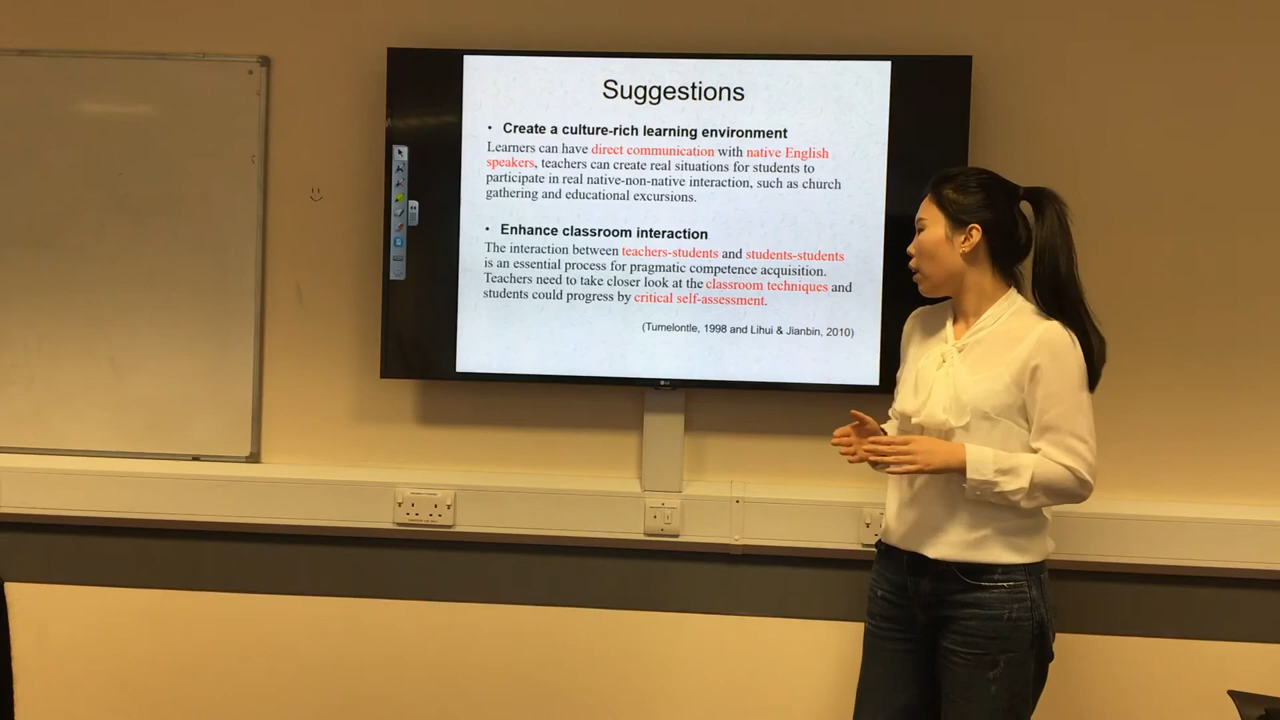 Suggestions
• Create a culture-rich learning environment
Learners can have direct communication with native English
speakers, teachers can create real situations for students to
participate in real native-non-native interaction, such as church
gathering and educational excursions.
• Enhance classroom interaction
The interaction between teachers-students and students-students
is an essential process for pragmatic competence acquisition.
Teachers need to take closer look at the classroom techniques and
students could progress by critical self-assessment.
(Tumelontle, 1998 and Lihui & Jianbin, 2010)
LG